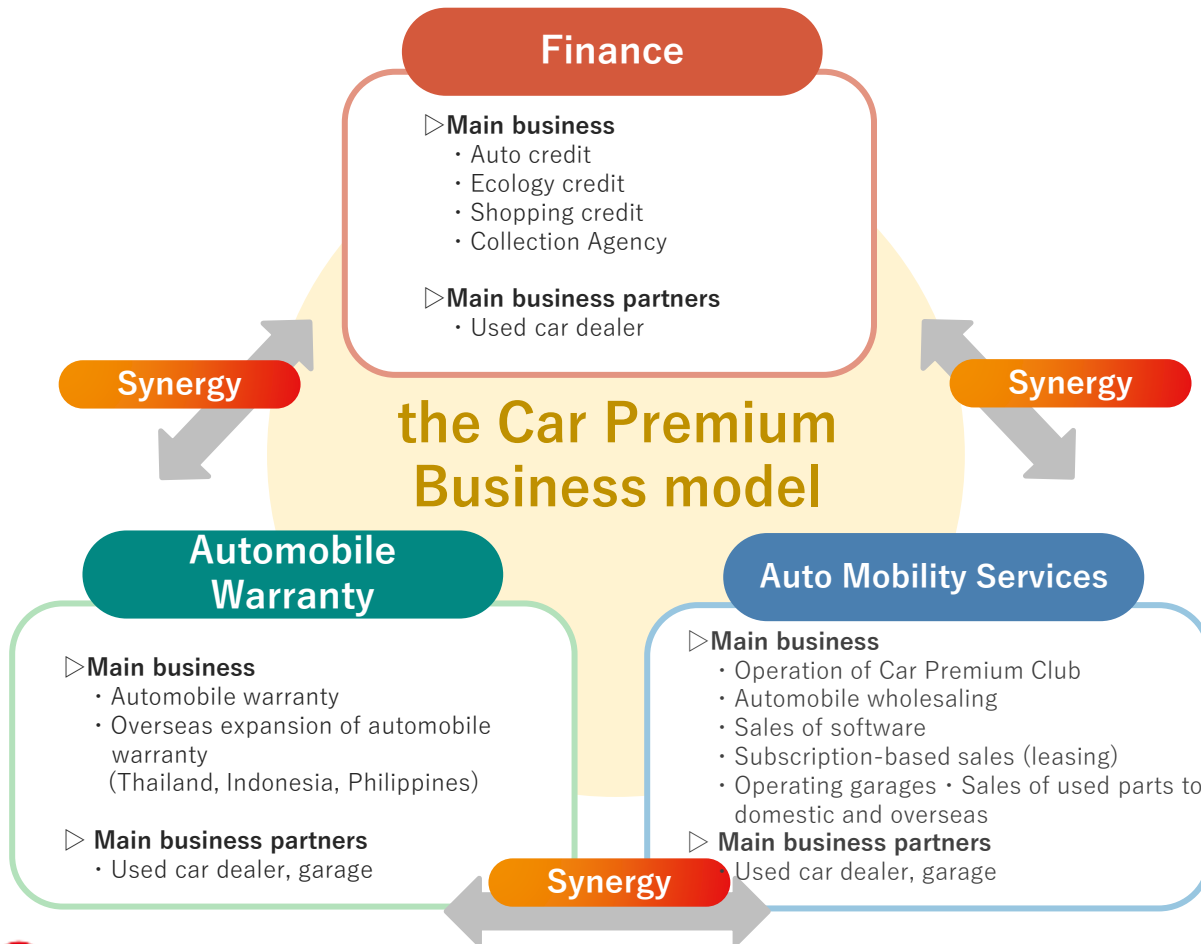 Finance
▷Main business
・Auto credit
・Ecology credit
・Shopping credit
・Collection Agency
▷Main business partners
・Used car dealer
Synergy
Synergy
the Car Premium
Business model
Automobile
Warranty
▷Main business
・Automobile warranty
・Overseas expansion of automobile
warranty
(Thailand, Indonesia, Philippines)
▷ Main business partners
・Used car dealer, garage
Auto Mobility Services
▷Main business
・Operation of Car Premium Club
・Automobile wholesaling
・Sales of software
・Subscription-based sales (leasing)
・Operating garages・Sales of used parts to
domestic and overseas
▷ Main business partners
・Used car dealer, garage
Synergy